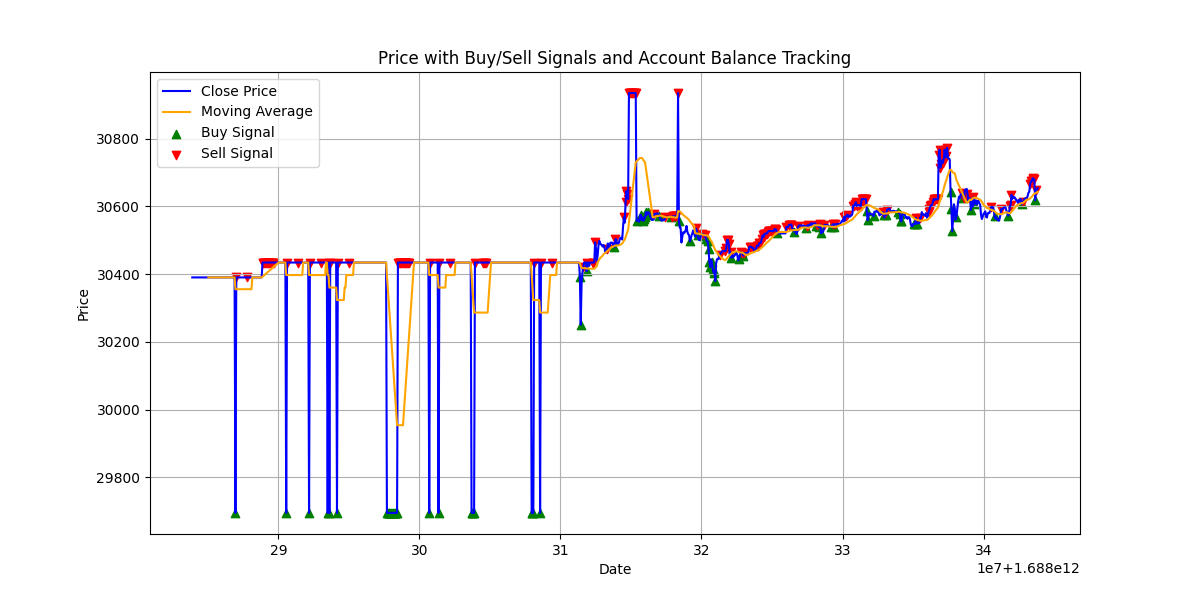 Price with Buy/Sell Signals and Account Balance Tracking
Close Price
Moving Average
Buy Signal
Sell Signal
Price
30800
30600
30400
30200
30000
29800
29 30 31 32 33 34
Date
1e7+1.688e12